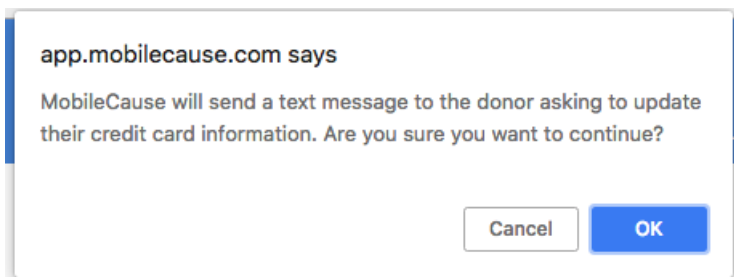 app.mobilecause.com says
MobileCause will send a text message to the donor asking to update
their credit card information. Are you sure you want to continue?
Cancel
OK